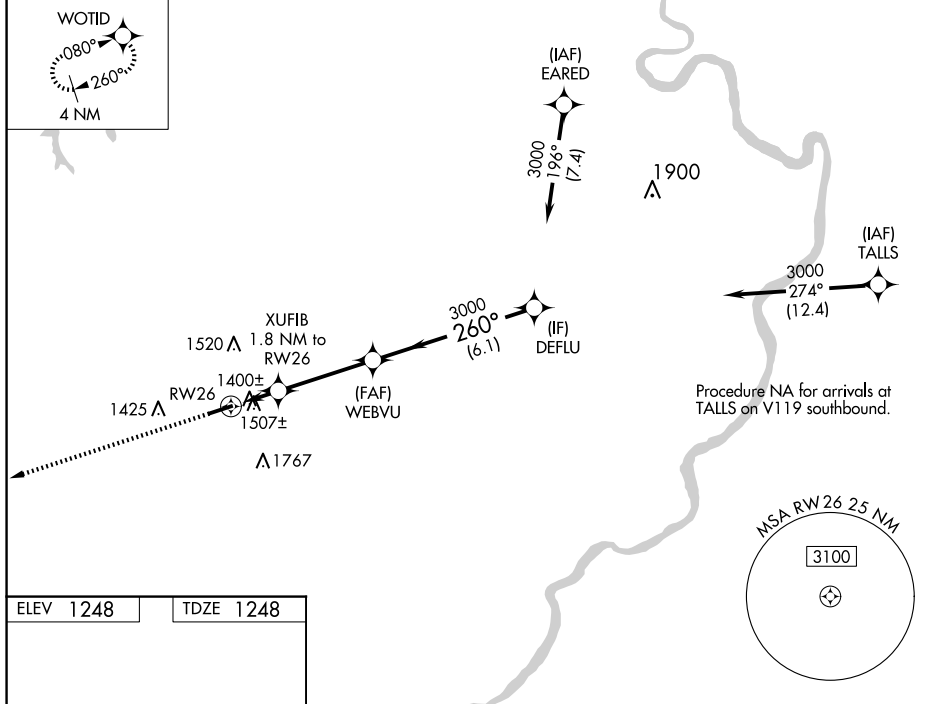 WOTID
080°
260°
4 NM
(IAF)
EARED
3000
196°
(7.4)
1900
(IAF)
TALLS
3000
274°
(12.4)
3000
260°
(6.1)
(IF)
DEFLU
XUFIB
1.8 NM to
RW26
1520
(FAF)
WEBVU
RW26
1400±
1425
1507±
1767
Procedure NA for arrivals at
TALLS on V119 southbound.
MSA RW26 25 NM
3100
ELEV 1248
TDZE 1248